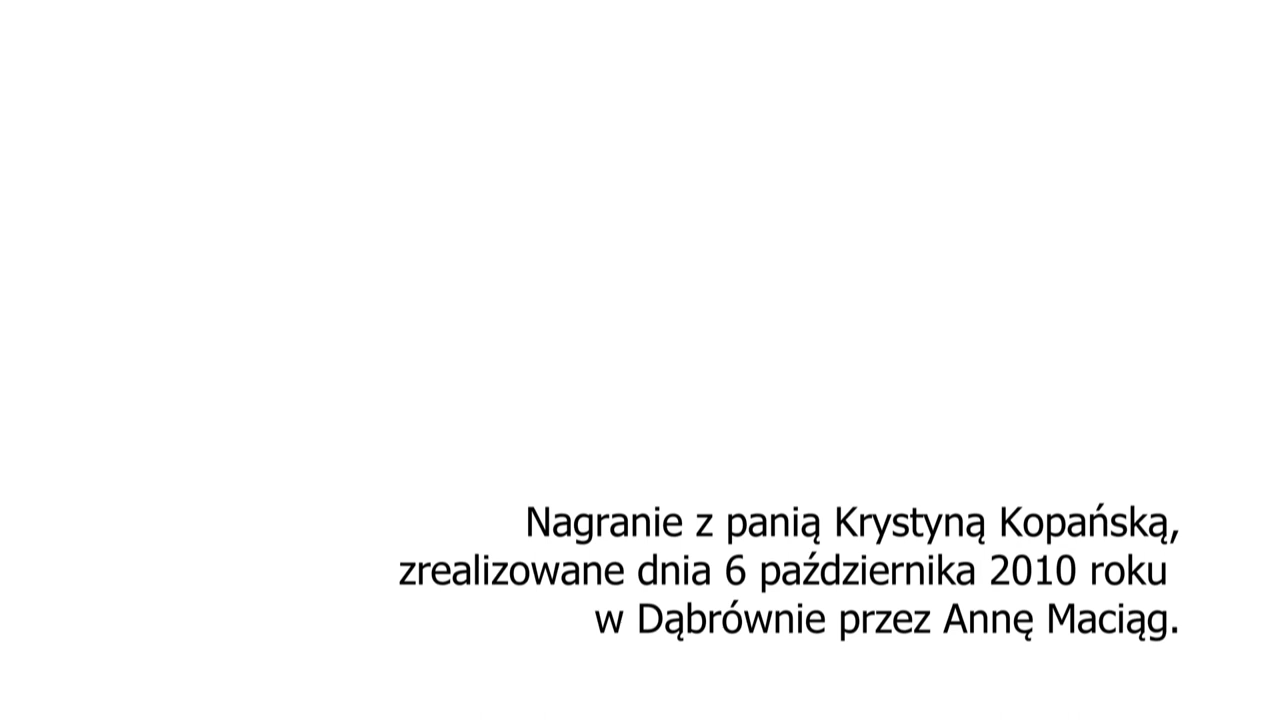 Nagranie z panią Krystyną Kopańską,
zrealizowane dnia 6 października 2010 roku
w Dąbrównie przez Annę Maciąg.